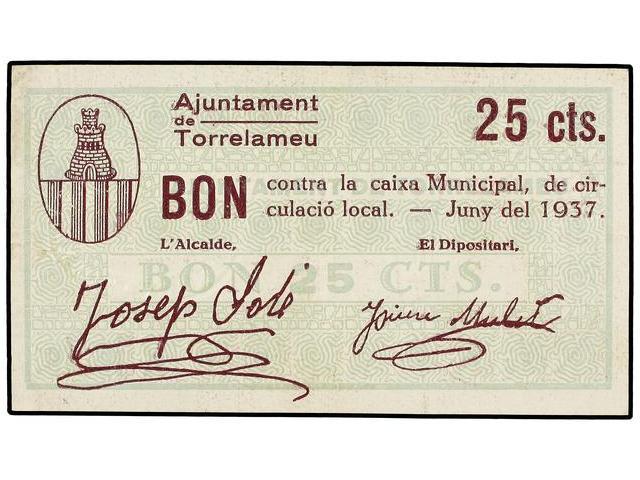 Ajuntament
de
Torrelameu
25 cts.
BON contra la caixa Municipal, de cir-
culació local. — Juny del 1937.
L'Alcalde,
El Dipositari,
BON 25 CTS.
Josep Solé